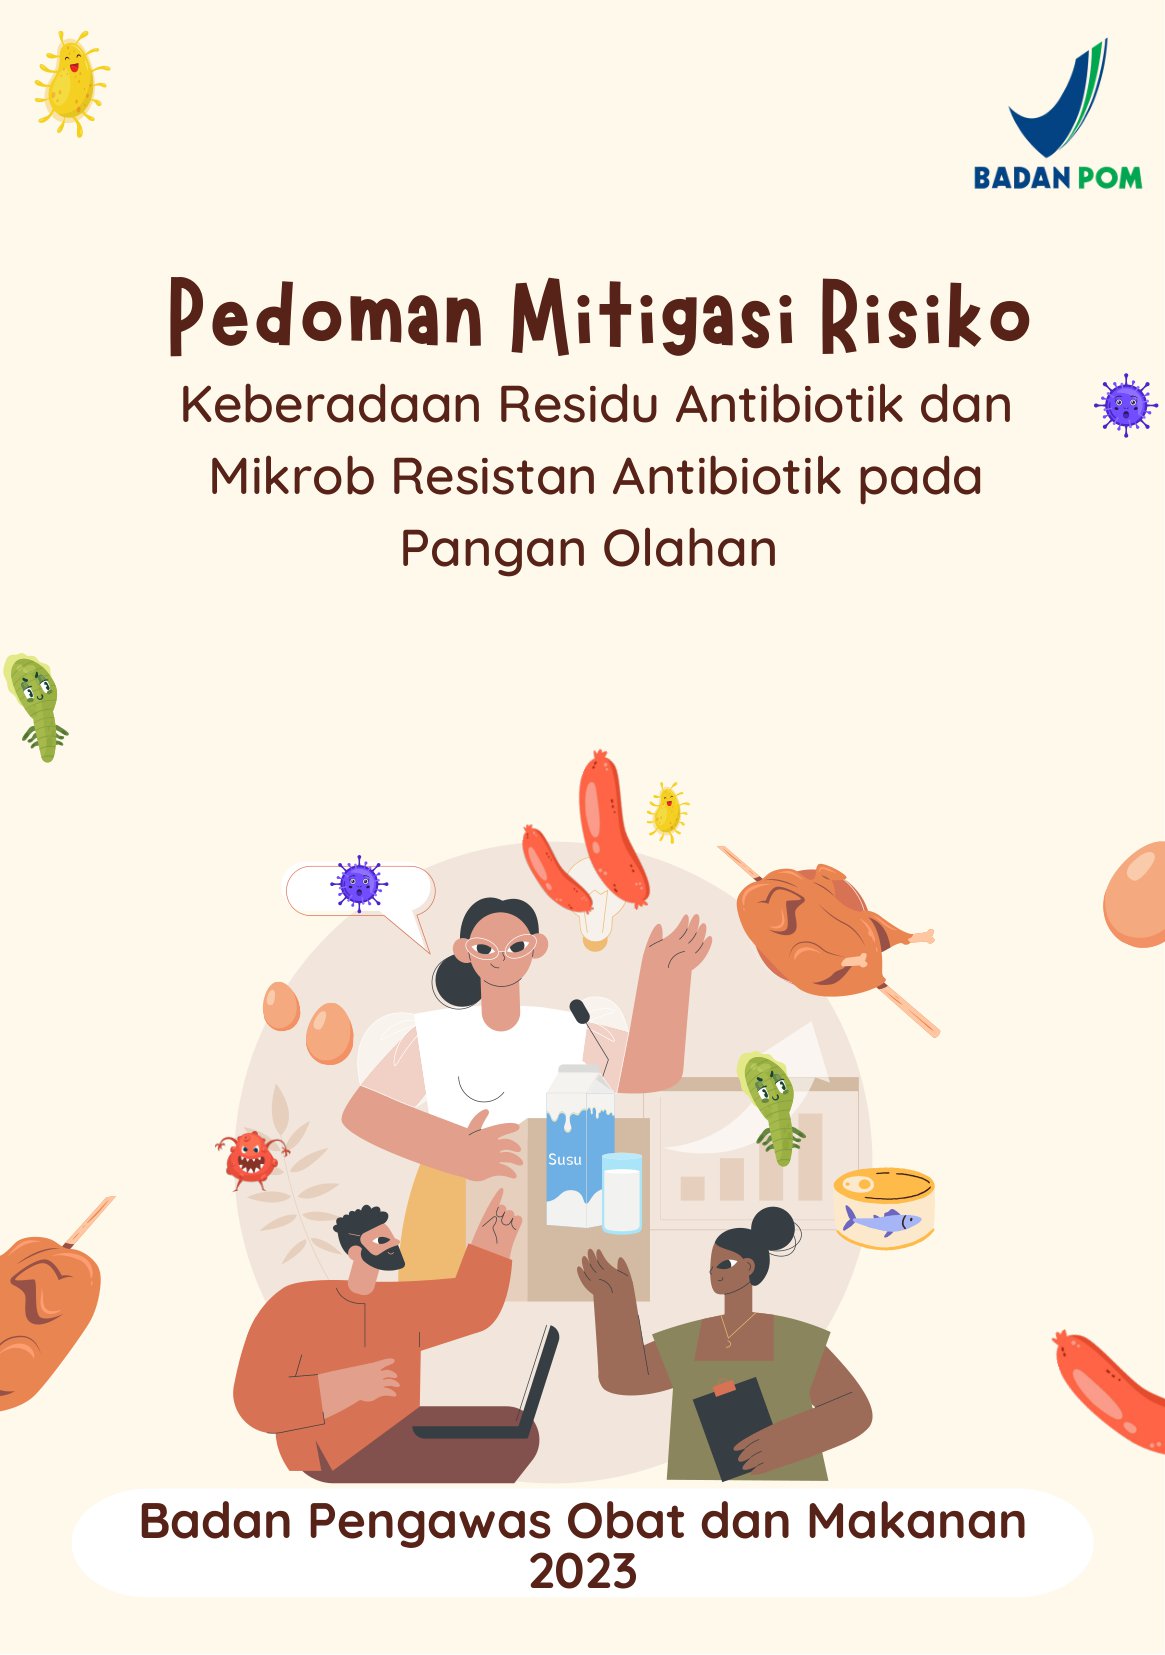 BADAN POM
Pedoman Mitigasi Risiko
Keberadaan Residu Antibiotik dan
Mikrob Resistan Antibiotik pada
Pangan Olahan
Susu
Badan Pengawas Obat dan Makanan
2023